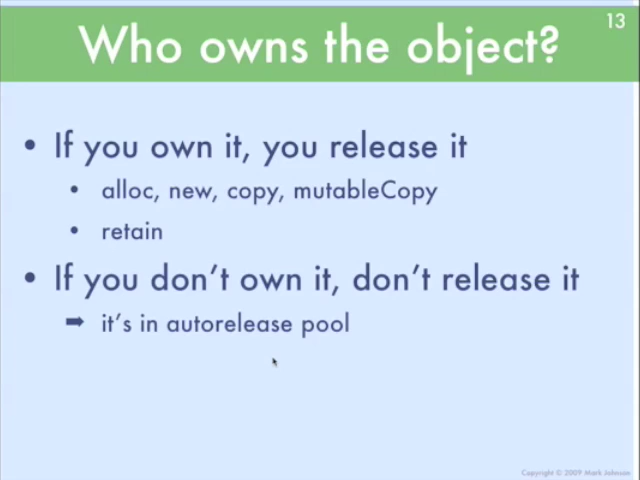 13
Who owns the object?
• If you own it, you release it
• alloc, new, copy, mutableCopy
• retain
• If you don't own it, don't release it
➡ it's in autorelease pool
Copyright © 2009 Mark Johnson